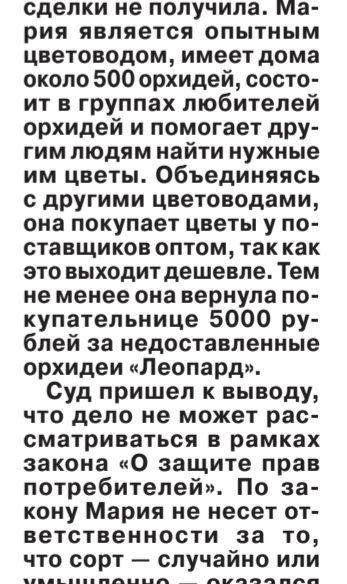 сделки не получила. Ма-
рия является опытным
цветоводом, имеет дома
около 500 орхидей, состо-
ит в группах любителей
орхидей и помогает дру-
гим людям найти нужные
им цветы. Объединяясь
с другими цветоводами,
она покупает цветы у по-
ставщиков оптом, так как
это выходит дешевле. Тем
не менее она вернула по-
купательнице 5000 ру-
блей за недоставленные
орхидеи «Леопард».
Суд пришел к выводу,
что дело не может рас-
сматриваться в рамках
закона «О защите прав
потребителей». По за-
кону Мария не несет от-
ветственности за то,
что сорт — случайно или
умышленно — оказался